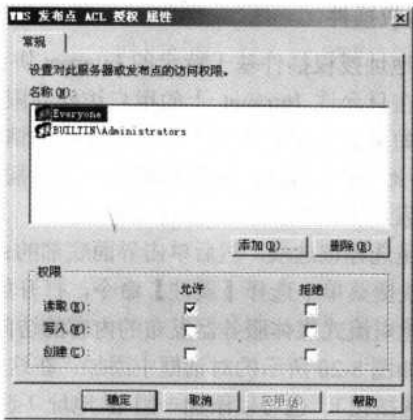 WMS 发布点 ACL 授权 属性
常规
设置对此服务器或发布点的访问权限。
名称(M):
Everyone
BUILTIN\Administrators
添加(D) 删除(R)
权限
允许 拒绝
读取(E):
写入(W):
创建(C):
确定 取消 应用(A) 帮助